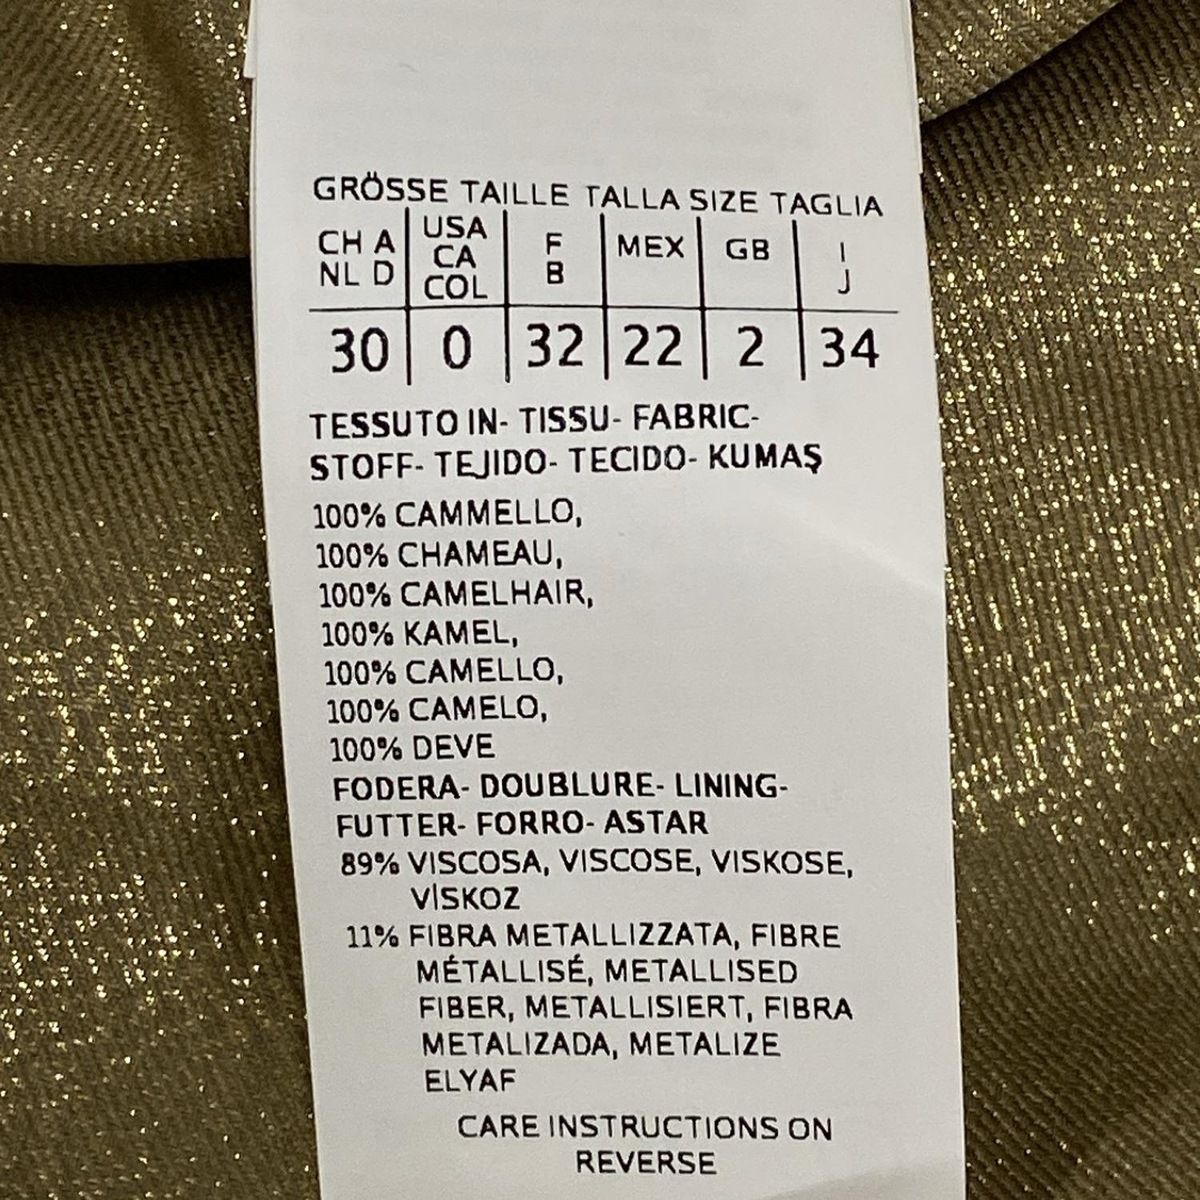 GRÖSSE TAILLE TALLA SIZE TAGLIA
CH A USA F MEX GB I
NL D CA B J
COL
30 0 32 22 2 34
TESSUTO IN- TISSU- FABRIC-
STOFF- TEJIDO- TECIDO- KUMAŞ
100% CAMMELLO,
100% CHAMEAU,
100% CAMELHAIR,
100% KAMEL,
100% CAMELLO,
100% CAMELO,
100% DEVE
FODERA- DOUBLURE- LINING-
FUTTER- FORRO- ASTAR
89% VISCOSA, VISCOSE, VISKOSE,
VİSKOZ
11% FIBRA METALLIZZATA, FIBRE
MÉTALLISÉ, METALLISED
FIBER, METALLISIERT, FIBRA
METALIZADA, METALIZE
ELYAF
CARE INSTRUCTIONS ON
REVERSE